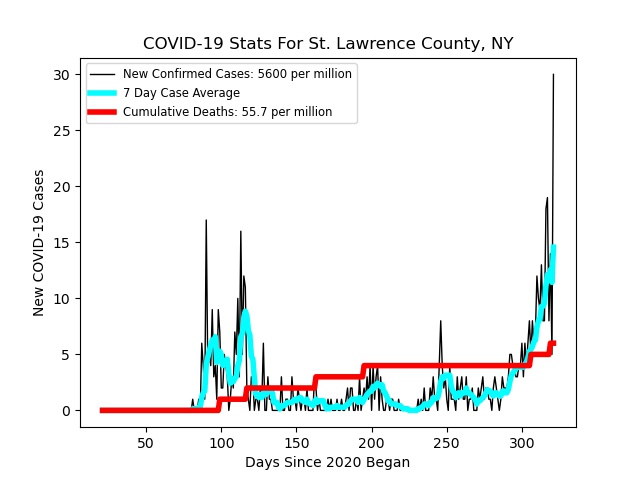 COVID-19 Stats For St. Lawrence County, NY
New Confirmed Cases: 5600 per million
7 Day Case Average
Cumulative Deaths: 55.7 per million
New COVID-19 Cases
30
25
20
15
10
5
0
50 100 150 200 250 300
Days Since 2020 Began